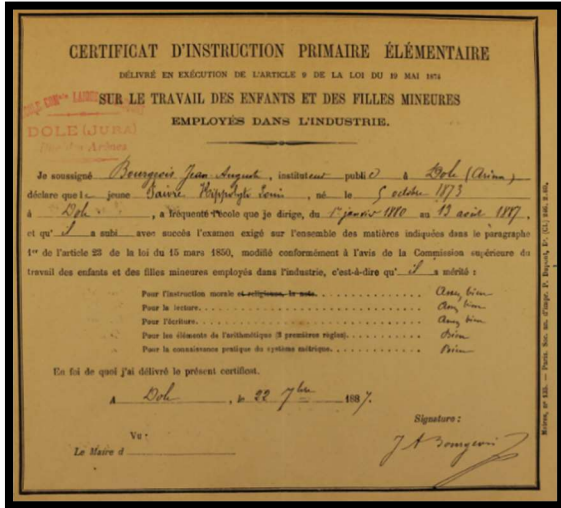 CERTIFICAT D'INSTRUCTION PRIMAIRE ÉLÉMENTAIRE
DÉLIVRÉ EN EXÉCUTION DE L'ARTICLE 9 DE LA LOI DU 19 MAI 1874
SUR LE TRAVAIL DES ENFANTS ET DES FILLES MINEURES
EMPLOYÉS DANS L'INDUSTRIE.
DOLE (JURA)
Rue des Arènes
Je soussigné Bourgeois Jean Auguste, instituteur public à Dole
déclare que le jeune Hippolyte Louis, né le 5 octobre 1873
à Dole, a fréquenté l'école que je dirige, du 1er janvier 1880 au 13 août 1887,
et qu'il a subi avec succès l'examen exigé sur l'ensemble des matières indiquées dans le paragraphe
1er de l'article 23 de la loi du 15 mars 1850, modifié conformément à l'avis de la Commission supérieure du
travail des enfants et des filles mineures employés dans l'industrie, c'est-à-dire qu'il a mérité :
Pour l'instruction morale et religieuse, la note Assez bien
Pour la lecture Assez bien
Pour l'écriture Assez bien
Pour les éléments de l'arithmétique (3 premières règles) Bien
Pour la connaissance pratique du système métrique Bien
En foi de quoi j'ai délivré le présent certificat.
A Dole, le 22 7bre 1887.
Signature :
Vu
Le Maire d
J A Bourgeois